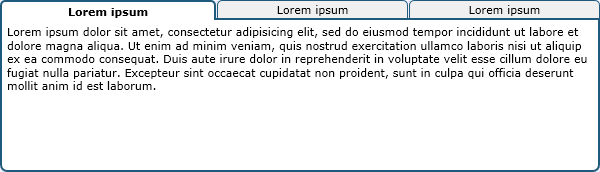 Lorem ipsum
Lorem ipsum
Lorem ipsum
Lorem ipsum dolor sit amet, consectetur adipisicing elit, sed do eiusmod tempor incididunt ut labore et
dolore magna aliqua. Ut enim ad minim veniam, quis nostrud exercitation ullamco laboris nisi ut aliquip
ex ea commodo consequat. Duis aute irure dolor in reprehenderit in voluptate velit esse cillum dolore eu
fugiat nulla pariatur. Excepteur sint occaecat cupidatat non proident, sunt in culpa qui officia deserunt
mollit anim id est laborum.